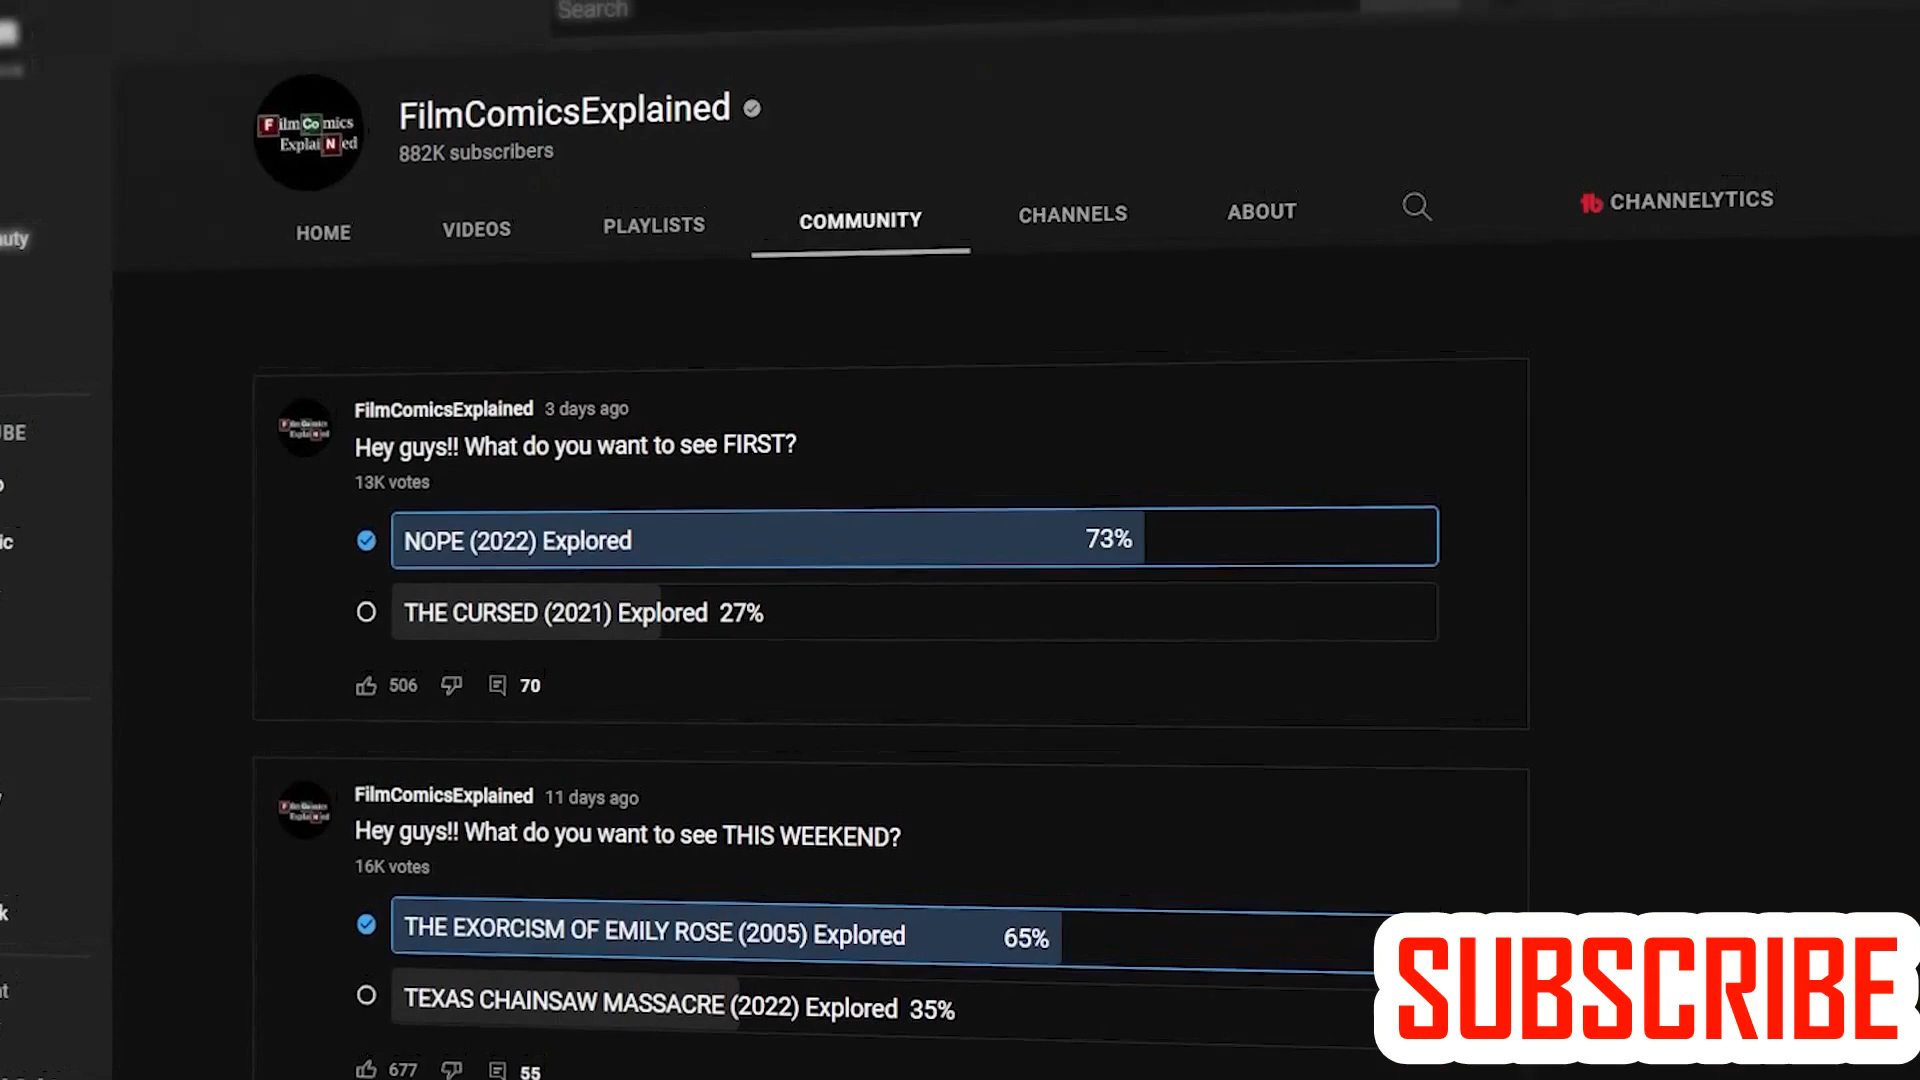 Search
FilmComics
ExplaiNed
FilmComicsExplained
882K subscribers
HOME VIDEOS PLAYLISTS COMMUNITY CHANNELS ABOUT CHANNELYTICS
FilmComicsExplained 3 days ago
Hey guys!! What do you want to see FIRST?
13K votes
NOPE (2022) Explored 73%
THE CURSED (2021) Explored 27%
506 70
FilmComicsExplained 11 days ago
Hey guys!! What do you want to see THIS WEEKEND?
16K votes
THE EXORCISM OF EMILY ROSE (2005) Explored 65%
TEXAS CHAINSAW MASSACRE (2022) Explored 35%
677 55
SUBSCRIBE